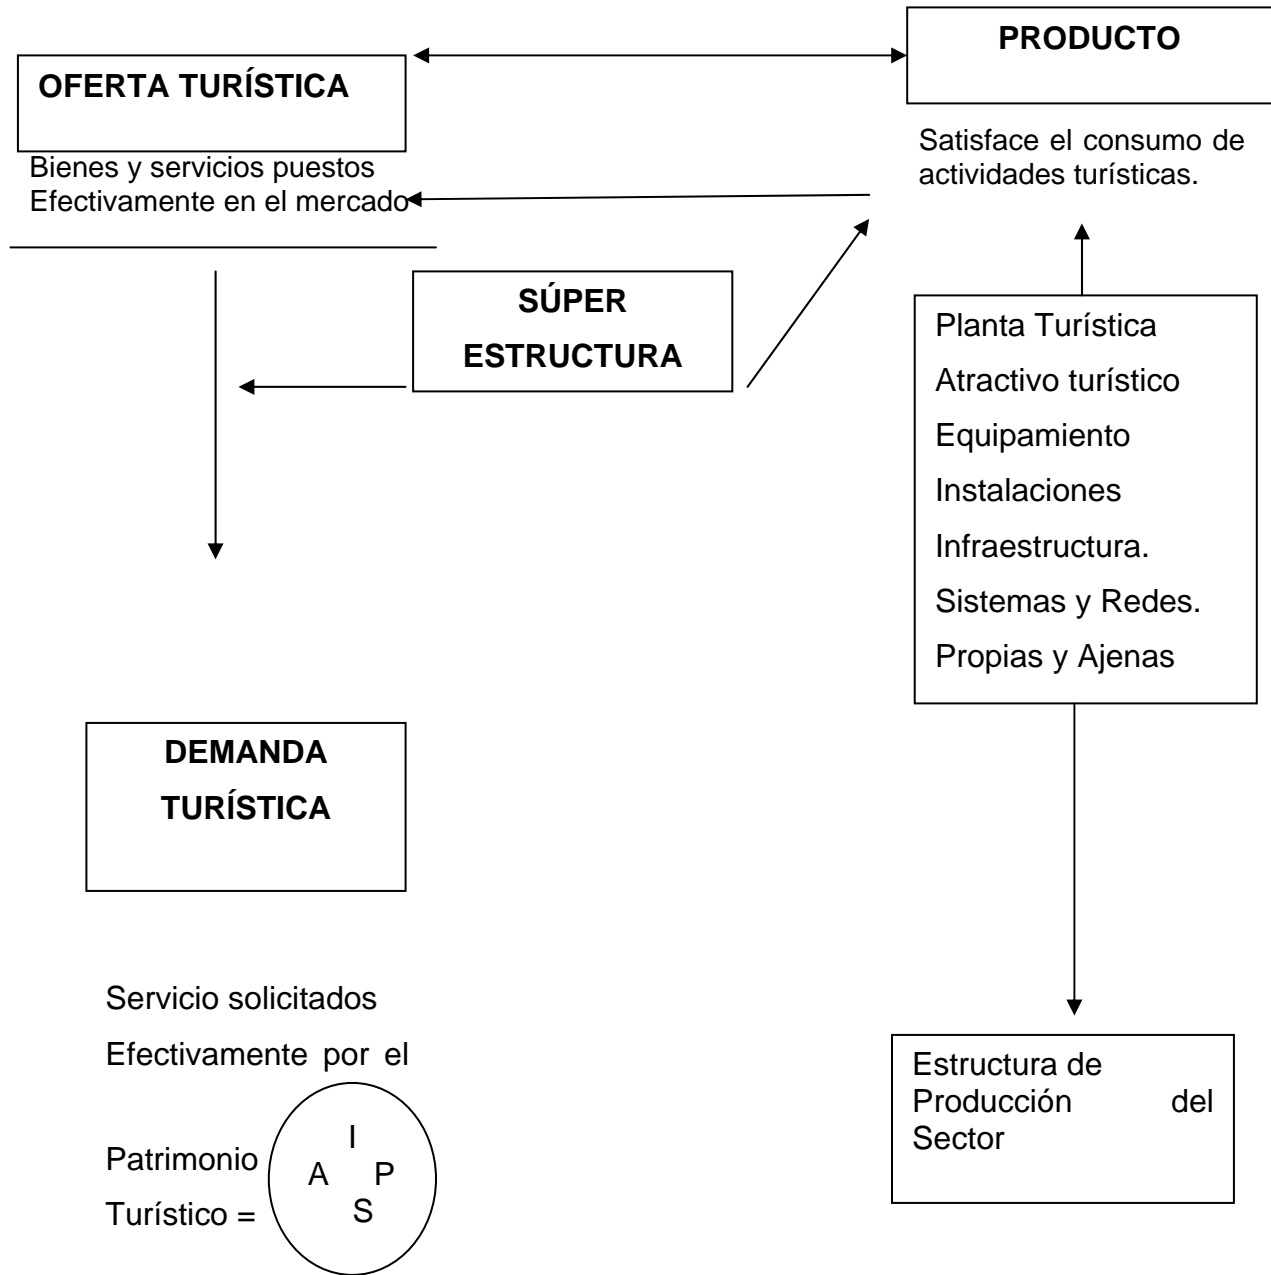 PRODUCTO
OFERTA TURÍSTICA
Bienes y servicios puestos
Efectivamente en el mercado
Satisface el consumo de
actividades turísticas.
SÚPER
ESTRUCTURA
Planta Turística
Atractivo turístico
Equipamiento
Instalaciones
Infraestructura.
Sistemas y Redes.
Propias y Ajenas
DEMANDA
TURÍSTICA
Servicio solicitados
Efectivamente por el
Estructura de
Producción del
Sector
Patrimonio
Turístico =
I
A P
S